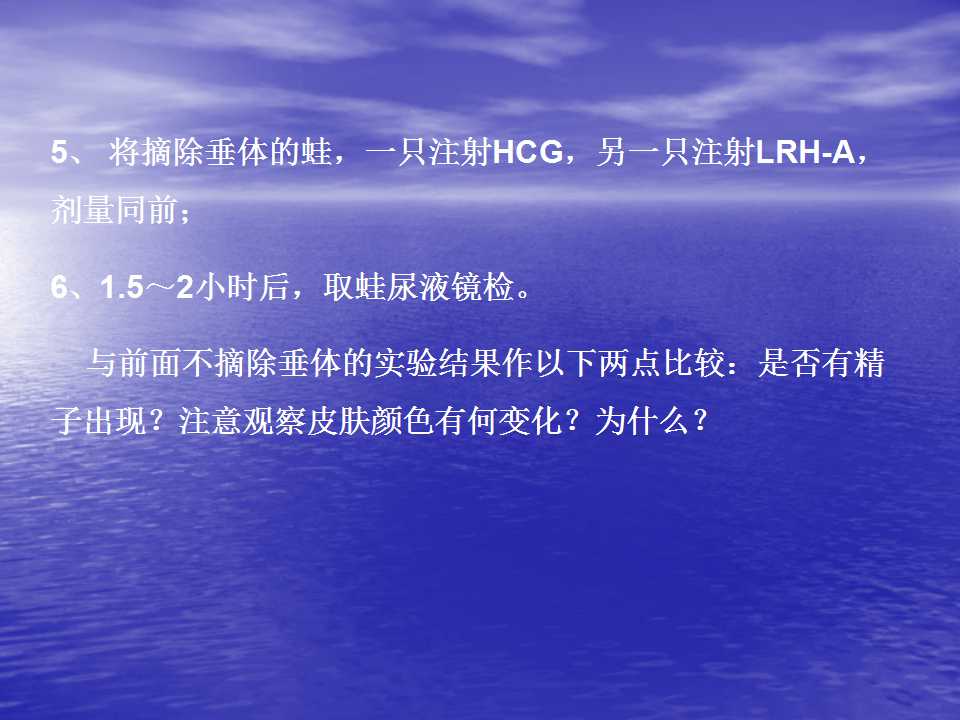 5、 将摘除垂体的蛙，一只注射HCG，另一只注射LRH-A，
剂量同前；
6、1.5～2小时后，取蛙尿液镜检。
与前面不摘除垂体的实验结果作以下两点比较：是否有精
子出现？注意观察皮肤颜色有何变化？为什么？